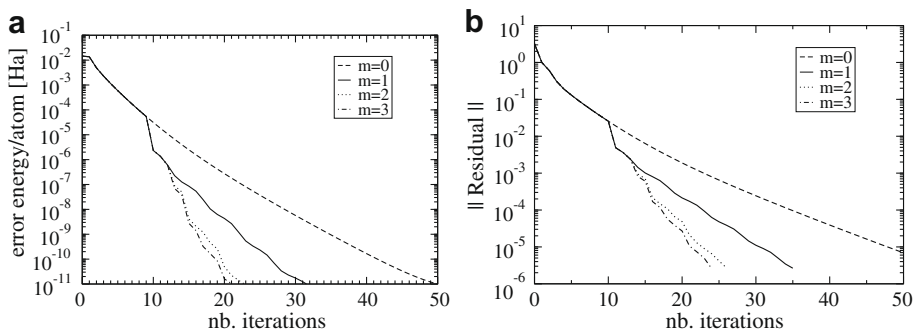 a
error energy/atom [Ha]
10^-1
10^-2
10^-3
10^-4
10^-5
10^-6
10^-7
10^-8
10^-9
10^-10
10^-11
0 10 20 30 40 50
nb. iterations
m=0
m=1
m=2
m=3
b
|| Residual ||
10^1
10^0
10^-1
10^-2
10^-3
10^-4
10^-5
10^-6
0 10 20 30 40 50
nb. iterations
m=0
m=1
m=2
m=3